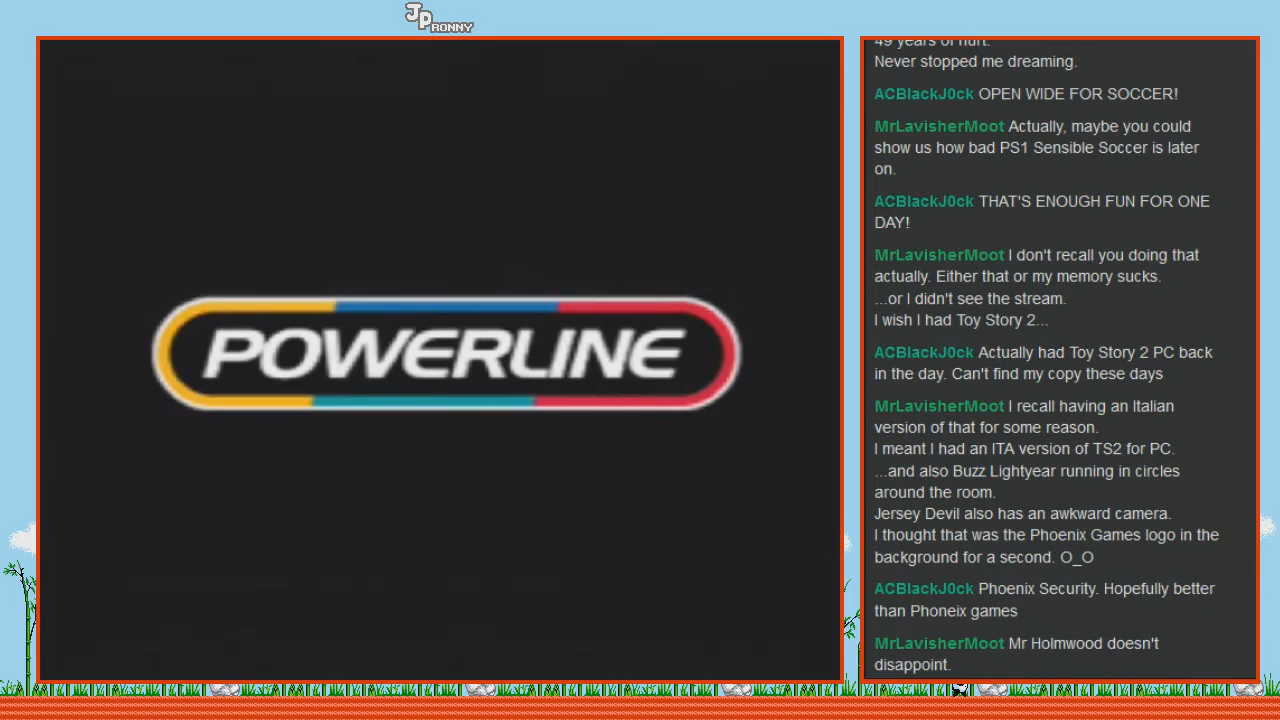 JP RONNY
POWERLINE
49 years of hurt.
Never stopped me dreaming.
ACBlackJ0ck OPEN WIDE FOR SOCCER!
MrLavisherMoot Actually, maybe you could
show us how bad PS1 Sensible Soccer is later
on.
ACBlackJ0ck THAT'S ENOUGH FUN FOR ONE
DAY!
MrLavisherMoot I don't recall you doing that
actually. Either that or my memory sucks.
...or I didn't see the stream.
I wish I had Toy Story 2...
ACBlackJ0ck Actually had Toy Story 2 PC back
in the day. Can't find my copy these days
MrLavisherMoot I recall having an Italian
version of that for some reason.
I meant I had an ITA version of TS2 for PC.
...and also Buzz Lightyear running in circles
around the room.
Jersey Devil also has an awkward camera.
I thought that was the Phoenix Games logo in the
background for a second. O_O
ACBlackJ0ck Phoenix Security. Hopefully better
than Phoneix games
MrLavisherMoot Mr Holmwood doesn't
disappoint.